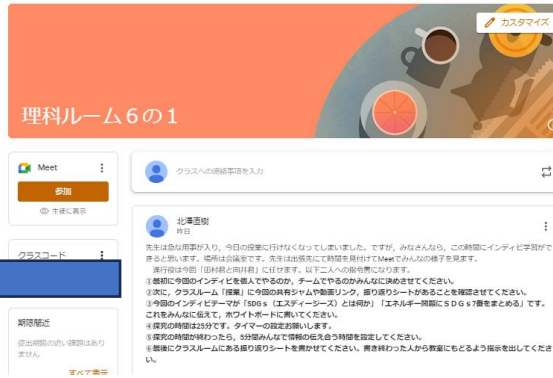 カスタマイズ
理科ルーム6の1
Meet
参加
生徒に表示
クラスへの連絡事項を入力
クラスコード
期限間近
提出期限の近い課題はあり
ません
すべて表示
北澤直樹
昨日
先生は急な用事が入り、今日の授業に行けなくなってしまいました。ですが、みなさんなら、この時間にインディビ学習がで
きると思います。場所は会議室です。先生は出張先にて時間を見付けてMeetでみんなの様子を見ます。
進行役は今回「田村君と向井君」に任せます。以下二人への指令書になります。
①最初に今回のインディビを個人でやるのか，チームでやるのかみんなに決めさせてください。
②次に，クラスルーム「授業」に今回の共有ジャムや動画リンク，振り返りシートがあることを確認させてください。
③今回のインディビテーマが「SDGs（エスディージーズ）とは何か」「エネルギー問題にSDGs7番をまとめる」です。
これをみんなに伝えて，ホワイトボードに書いてください。
④探究の時間は25分です。タイマーの設定お願いします。
⑤探究の時間が終わったら，5分間みんなで情報の伝え合う時間を設定してください。
⑥最後にクラスルームにある振り返りシートを書かせてください。書き終わった人から教室にもどるよう指示を出してくださ
い。